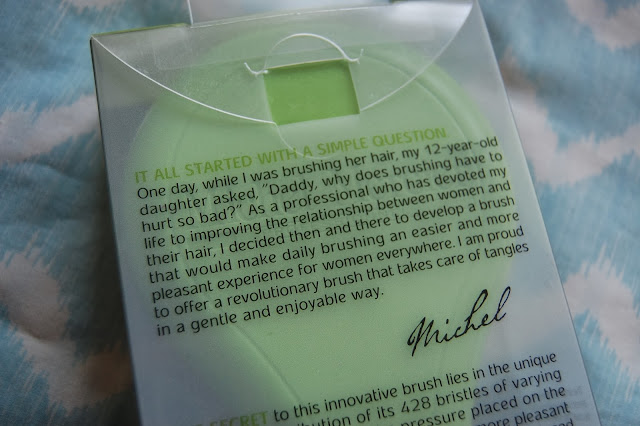 IT ALL STARTED WITH A SIMPLE QUESTION.
One day, while I was brushing her hair, my 12-year-old
daughter asked, "Daddy, why does brushing have to
hurt so bad?" As a professional who has devoted my
life to improving the relationship between women and
their hair, I decided then and there to develop a brush
that would make daily brushing an easier and more
pleasant experience for women everywhere. I am proud
to offer a revolutionary brush that takes care of tangles
in a gentle and enjoyable way.
Michel
SECRET to this innovative brush lies in the unique
of its 428 bristles of varying
pressure placed on the
more pleasant